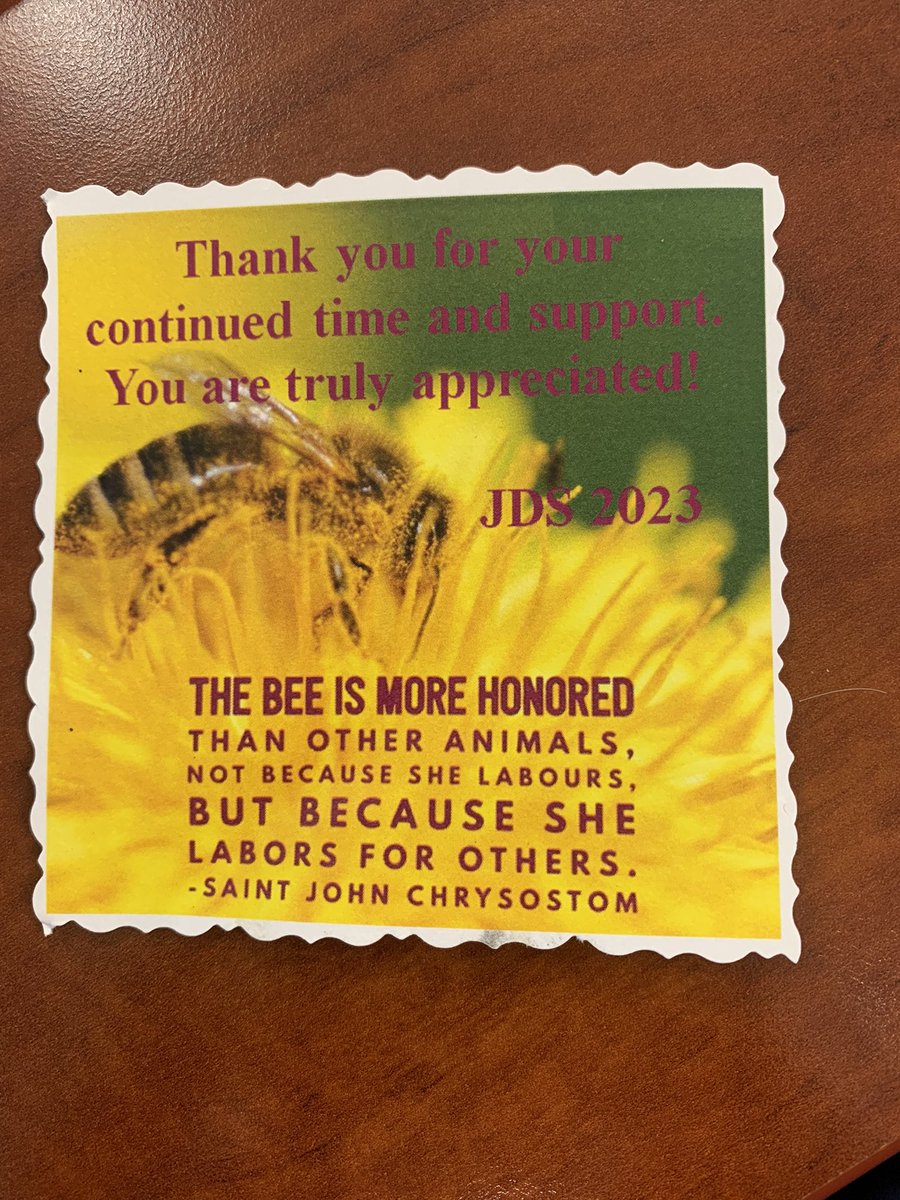 Thank you for your
continued time and support.
You are truly appreciated!
JDS 2023
THE BEE IS MORE HONORED
THAN OTHER ANIMALS,
NOT BECAUSE SHE LABOURS,
BUT BECAUSE SHE
LABORS FOR OTHERS.
-SAINT JOHN CHRYSOSTOM